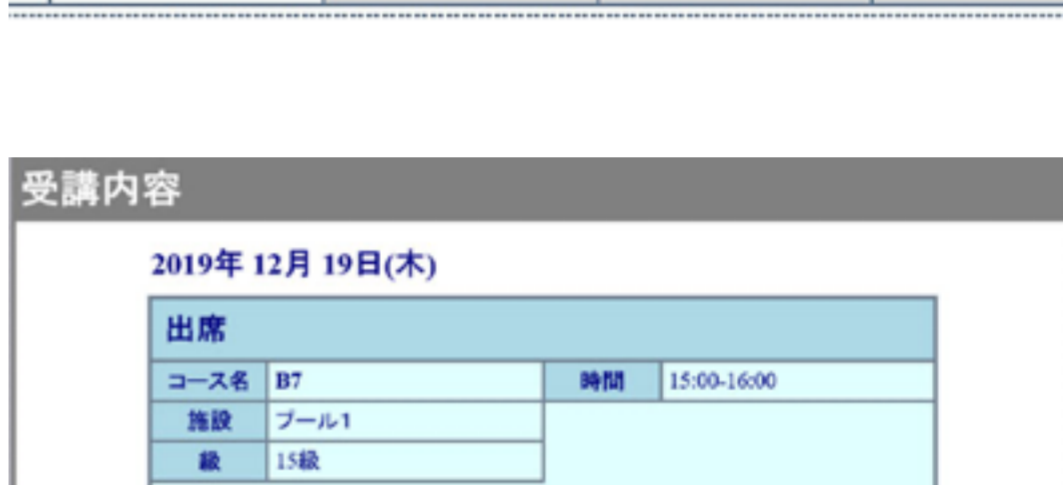 受講内容
2019年 12月 19日(木)
出席
コース名 B7 時間 15:00-16:00
施設 プール1
級 15級